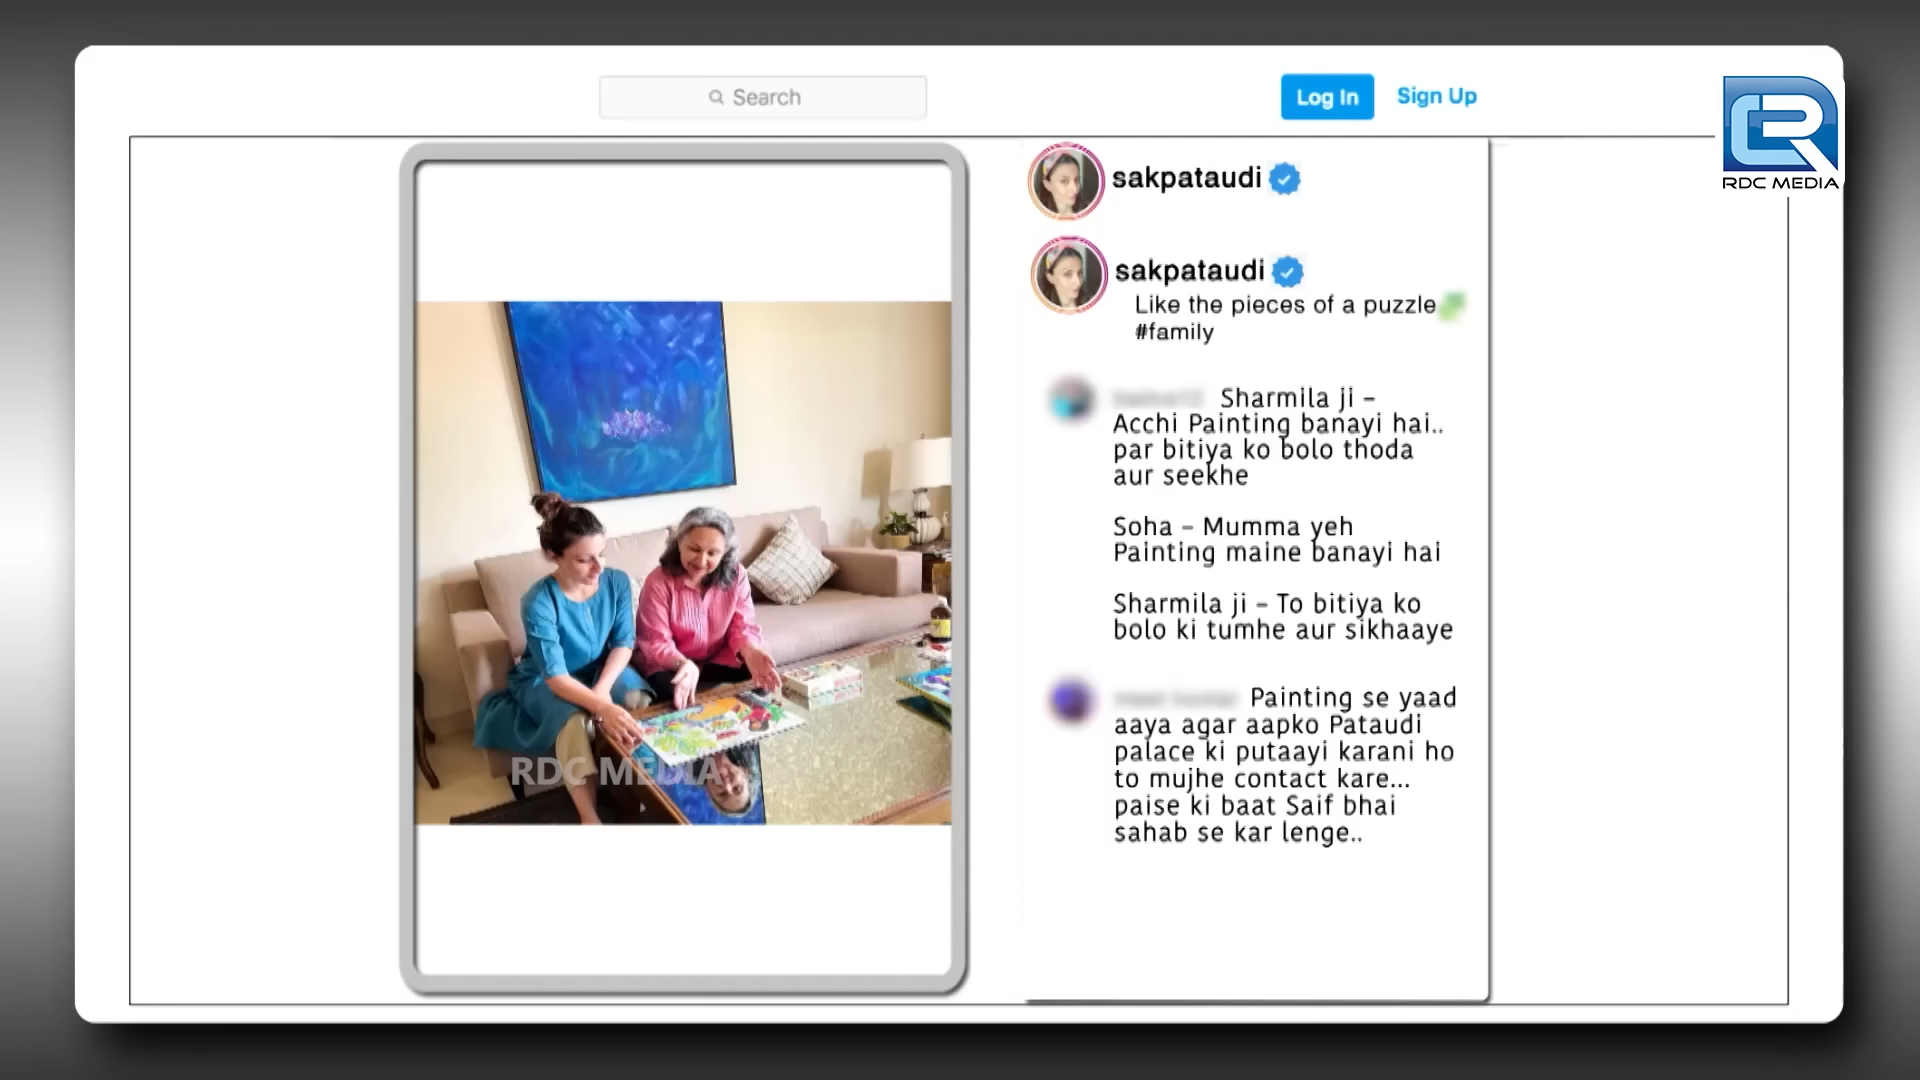 Search
Log In
Sign Up
RDC MEDIA
sakpataudi
sakpataudi
Like the pieces of a puzzle
#family
Sharmila ji –
Acchi Painting banayi hai..
par bitiya ko bolo thoda
aur seekhe
Soha – Mumma yeh
Painting maine banayi hai
Sharmila ji – To bitiya ko
bolo ki tumhe aur sikhaaye
Painting se yaad
aaya agar aapko Pataudi
palace ki putaayi karani ho
to mujhe contact kare...
paise ki baat Saif bhai
sahab se kar lenge..
RDC MEDIA